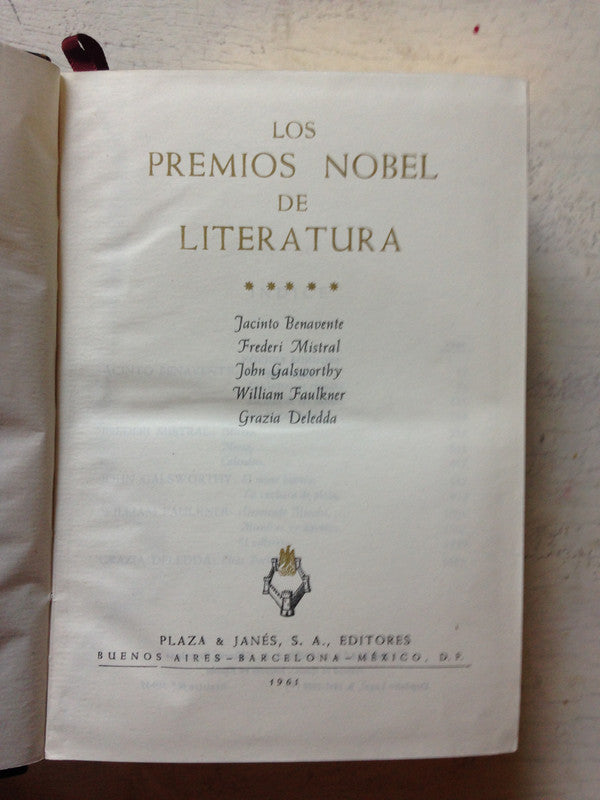 LOS
PREMIOS NOBEL
DE
LITERATURA
* * * * *
Jacinto Benavente
Frederi Mistral
John Galsworthy
William Faulkner
Grazia Deledda
PLAZA & JANÉS, S. A., EDITORES
BUENOS AIRES – BARCELONA – MÉXICO, D. F.
1961